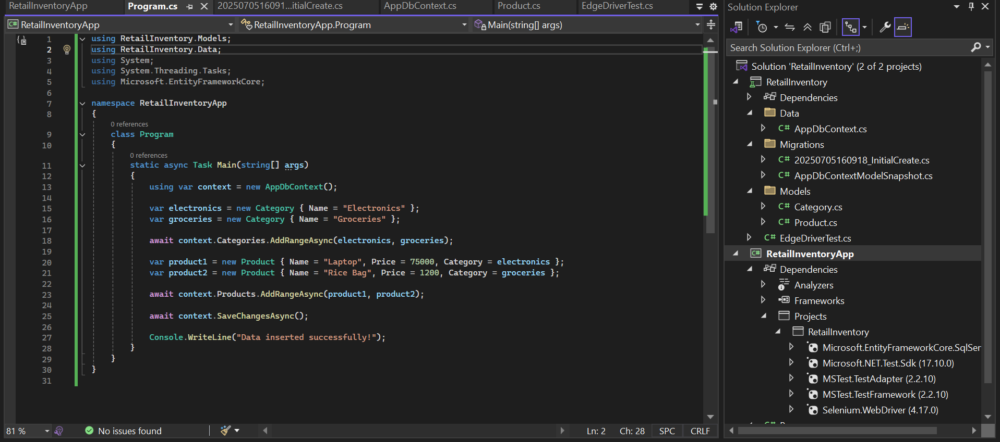 RetailInventoryApp
Program.cs
2025070516091...itialCreate.cs
AppDbContext.cs
Product.cs
EdgeDriverTest.cs
C# RetailInventoryApp
RetailInventoryApp.Program
Main(string[] args)
1 using RetailInventory.Models;
2 using RetailInventory.Data;
3 using System;
4 using System.Threading.Tasks;
5 using Microsoft.EntityFrameworkCore;
6
7 namespace RetailInventoryApp
8 {
0 references
9 class Program
10 {
0 references
11 static async Task Main(string[] args)
12 {
13 using var context = new AppDbContext();
14
15 var electronics = new Category { Name = "Electronics" };
16 var groceries = new Category { Name = "Groceries" };
17
18 await context.Categories.AddRangeAsync(electronics, groceries);
19
20 var product1 = new Product { Name = "Laptop", Price = 75000, Category = electronics };
21 var product2 = new Product { Name = "Rice Bag", Price = 1200, Category = groceries };
22
23 await context.Products.AddRangeAsync(product1, product2);
24
25 await context.SaveChangesAsync();
26
27 Console.WriteLine("Data inserted successfully!");
28 }
29 }
30 }
31
81 %
No issues found
Ln: 2 Ch: 28 SPC CRLF
Solution Explorer
Search Solution Explorer (Ctrl+;)
Solution 'RetailInventory' (2 of 2 projects)
RetailInventory
Dependencies
Data
C# AppDbContext.cs
Migrations
C# 20250705160918_InitialCreate.cs
C# AppDbContextModelSnapshot.cs
Models
C# Category.cs
C# Product.cs
C# EdgeDriverTest.cs
C# RetailInventoryApp
Dependencies
Analyzers
Frameworks
Projects
RetailInventory
Microsoft.EntityFrameworkCore.SqlSer
Microsoft.NET.Test.Sdk (17.10.0)
MSTest.TestAdapter (2.2.10)
MSTest.TestFramework (2.2.10)
Selenium.WebDriver (4.17.0)